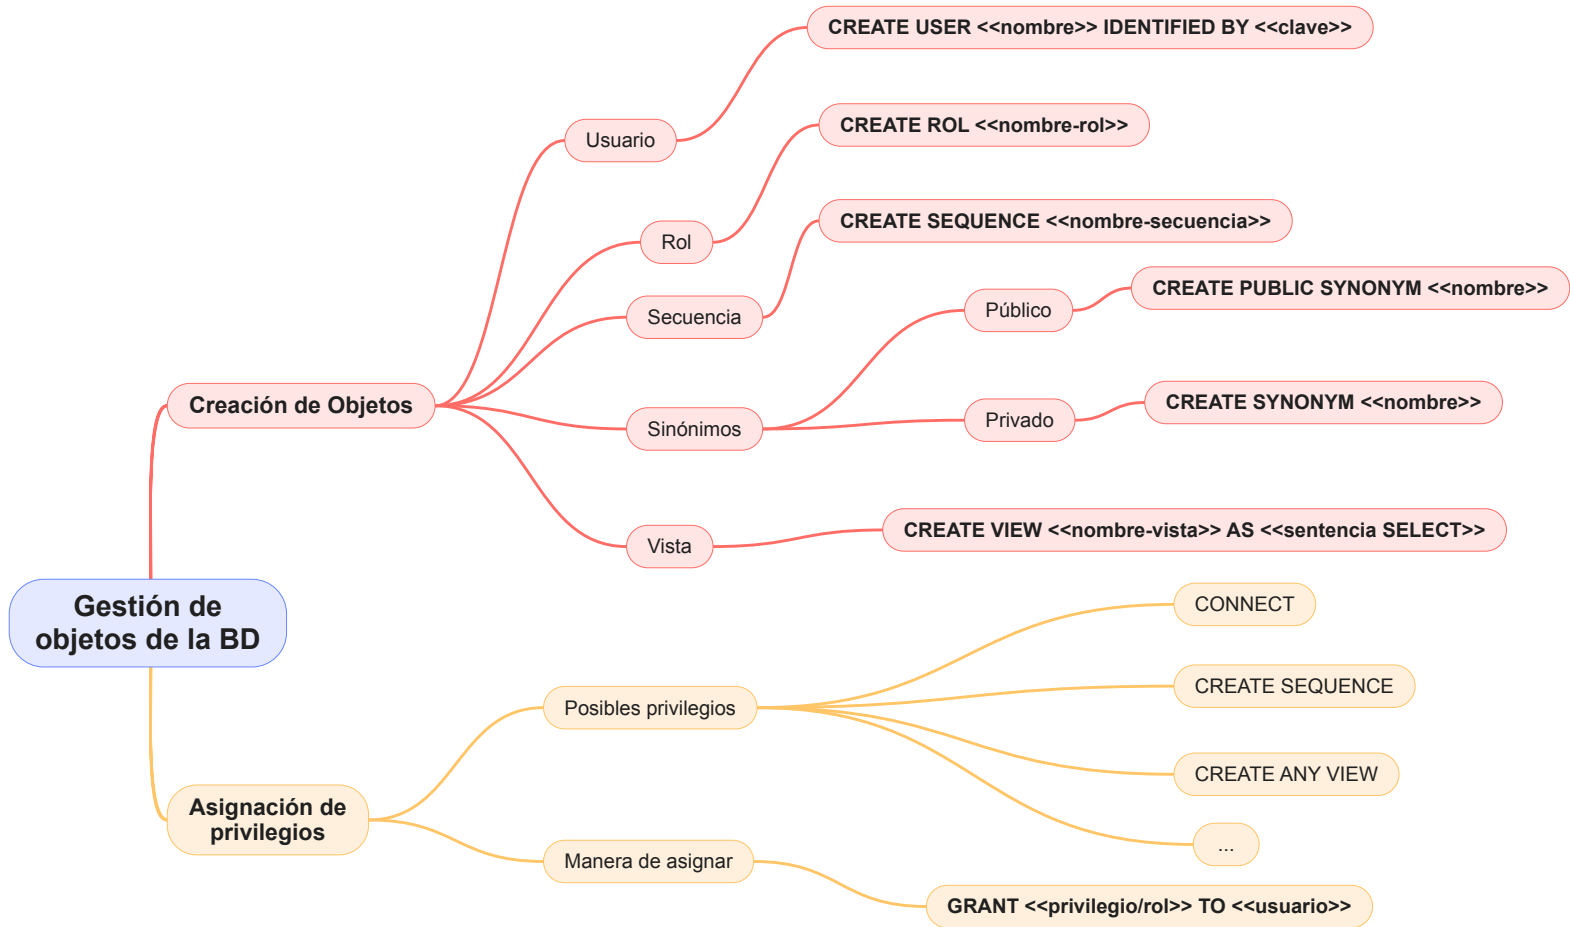 CREATE USER <<nombre>> IDENTIFIED BY <<clave>>
Usuario
CREATE ROL <<nombre-rol>>
Rol
CREATE SEQUENCE <<nombre-secuencia>>
Secuencia
Público
CREATE PUBLIC SYNONYM <<nombre>>
Creación de Objetos
Sinónimos
Privado
CREATE SYNONYM <<nombre>>
Vista
CREATE VIEW <<nombre-vista>> AS <<sentencia SELECT>>
Gestión de
objetos de la BD
CONNECT
Posibles privilegios
CREATE SEQUENCE
CREATE ANY VIEW
...
Asignación de
privilegios
Manera de asignar
GRANT <<privilegio/rol>> TO <<usuario>>